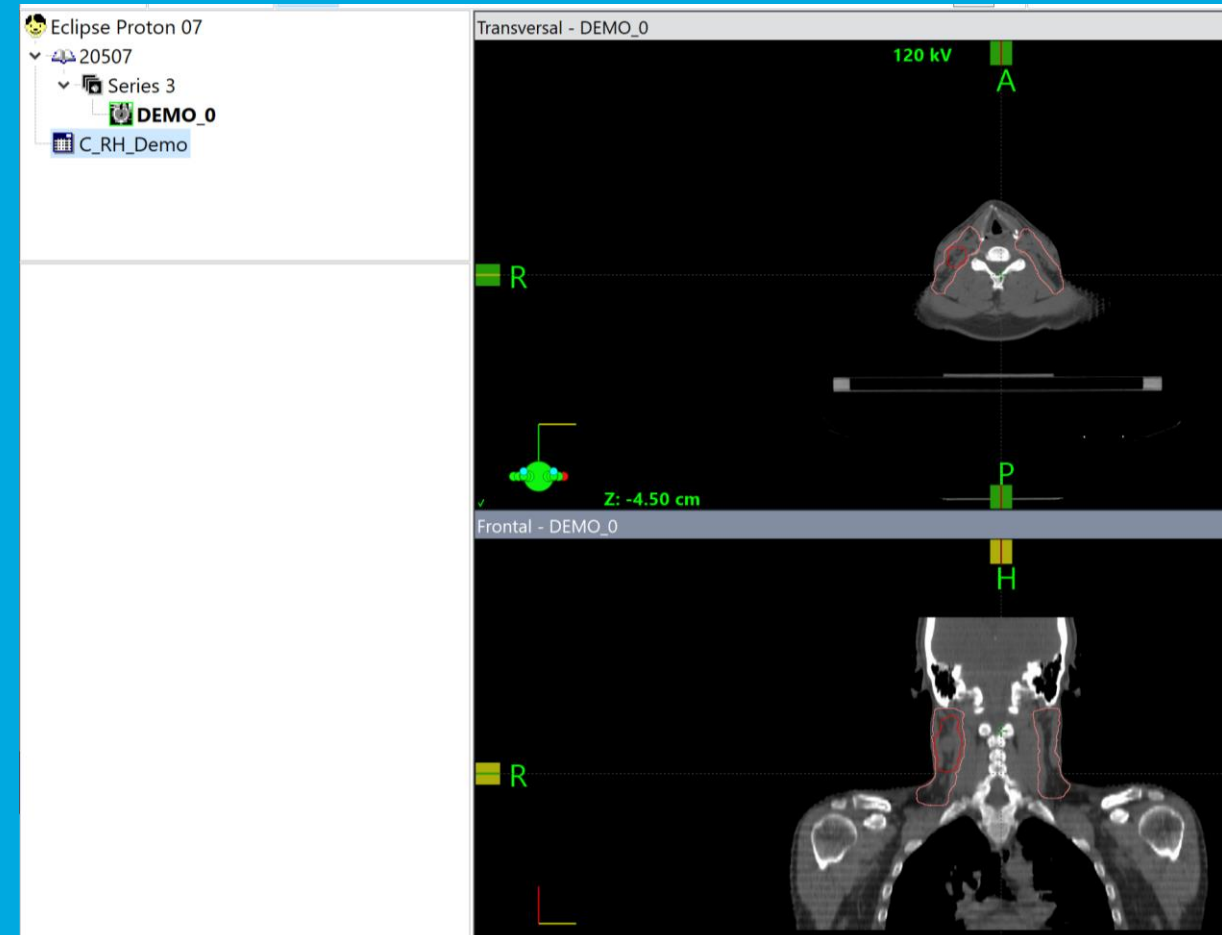 Eclipse Proton 07
20507
Series 3
DEMO_0
C_RH_Demo
Transversal - DEMO_0
120 kV
A
R
P
Z: -4.50 cm
Frontal - DEMO_0
H
R